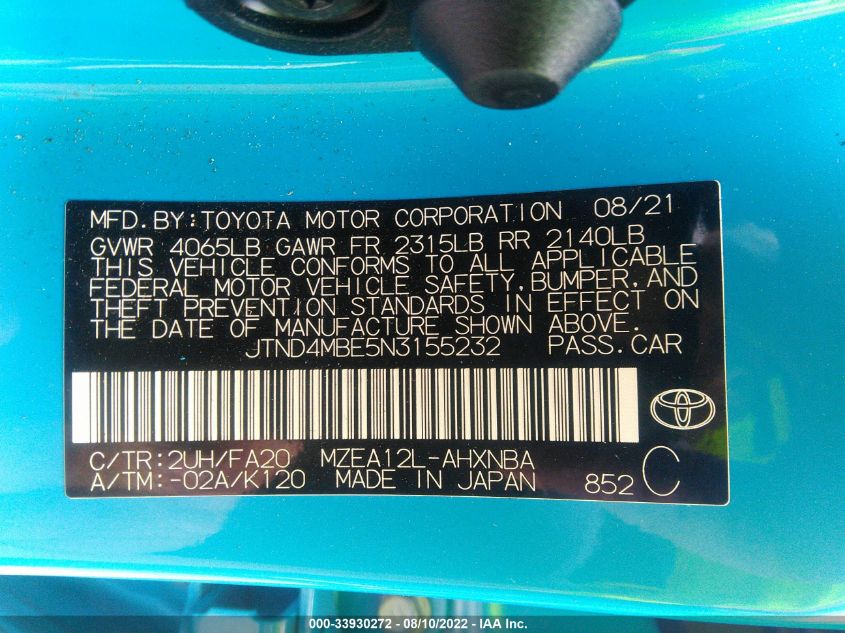 MFD.BY:TOYOTA MOTOR CORPORATION 08/21
GVWR 4065LB GAWR FR 2315LB RR 2140LB
THIS VEHICLE CONFORMS TO ALL APPLICABLE
FEDERAL MOTOR VEHICLE SAFETY,BUMPER,AND
THEFT PREVENTION STANDARDS IN EFFECT ON
THE DATE OF MANUFACTURE SHOWN ABOVE.
JTND4MBE5N3155232 PASS.CAR
C/TR:2UH/FA20 MZEA12L-AHXNBA
A/TM:-02A/K120 MADE IN JAPAN 852 C
000-33930272 - 08/10/2022 - IAA Inc.